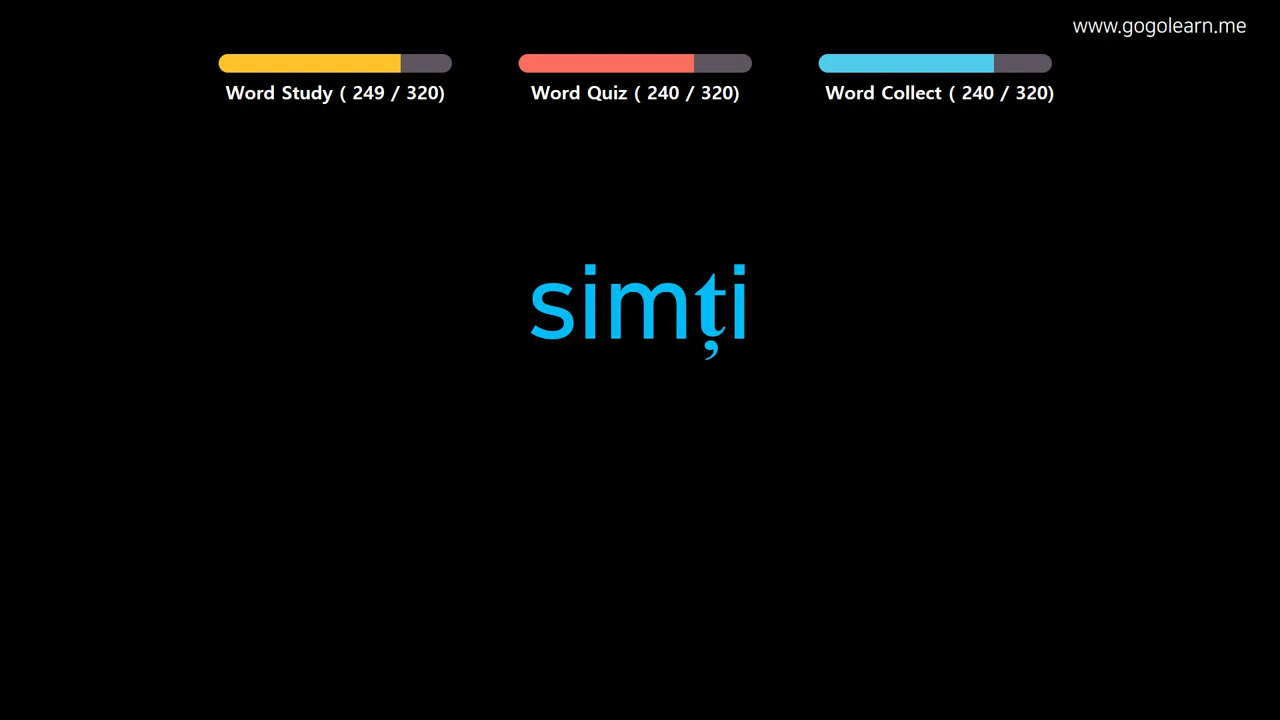 www.gogolearn.me
Word Study ( 249 / 320)
Word Quiz ( 240 / 320)
Word Collect ( 240 / 320)
simți